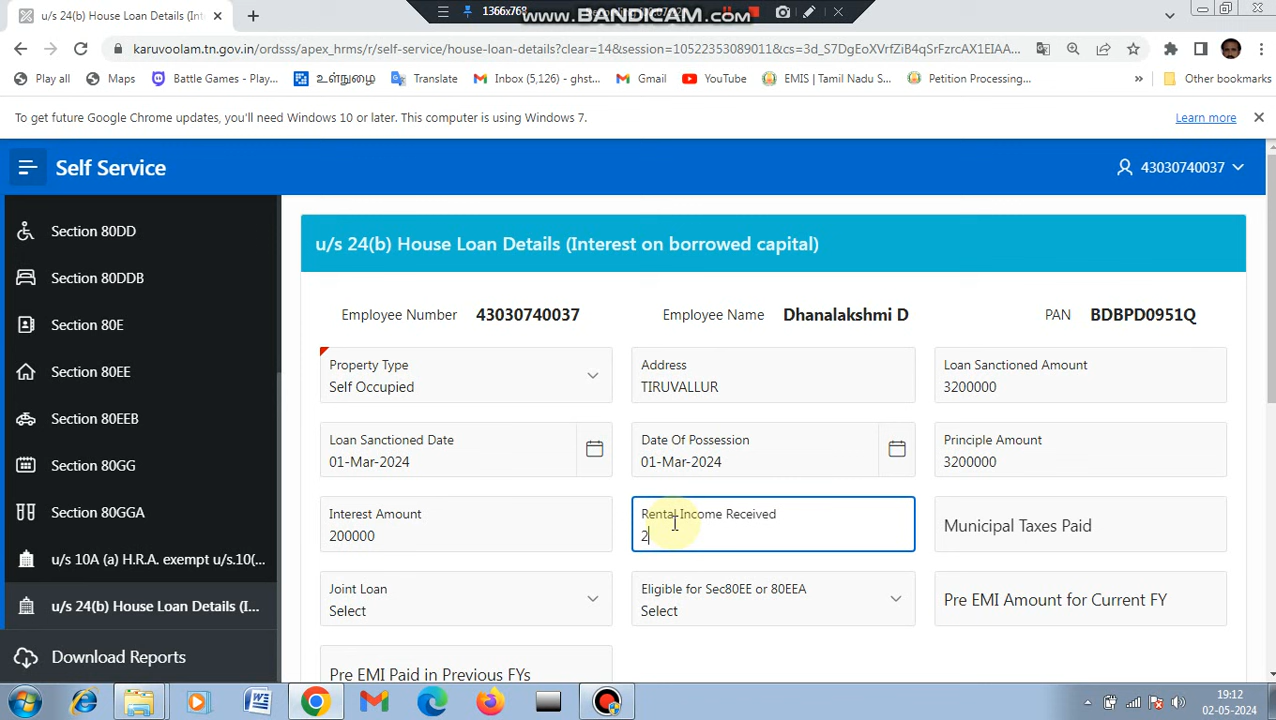 u/s 24(b) House Loan Details (Int
1366x768
www.BANDICAM.com
karuvoolam.tn.gov.in/ordsss/apex_hrms/r/self-service/house-loan-details?clear=14&session=10522353089011&cs=3d_S7DgEoXVrfZiB4qSrFzrcAX1EIAA...
Play all
Maps
Battle Games - Play...
உள்நுழை
Translate
Inbox (5,126) - ghst...
Gmail
YouTube
EMIS | Tamil Nadu S...
Petition Processing...
»
Other bookmarks
To get future Google Chrome updates, you'll need Windows 10 or later. This computer is using Windows 7.
Learn more
Self Service
43030740037
Section 80DD
Section 80DDB
Section 80E
Section 80EE
Section 80EEB
Section 80GG
Section 80GGA
u/s 10A (a) H.R.A. exempt u/s.10(...
u/s 24(b) House Loan Details (I...
Download Reports
u/s 24(b) House Loan Details (Interest on borrowed capital)
Employee Number 43030740037 Employee Name Dhanalakshmi D PAN BDBPD0951Q
Property Type
Self Occupied
Address
TIRUVALLUR
Loan Sanctioned Amount
3200000
Loan Sanctioned Date
01-Mar-2024
Date Of Possession
01-Mar-2024
Principle Amount
3200000
Interest Amount
200000
Rental Income Received
2
Municipal Taxes Paid
Joint Loan
Select
Eligible for Sec80EE or 80EEA
Select
Pre EMI Amount for Current FY
Pre EMI Paid in Previous FYs
19:12
02-05-2024